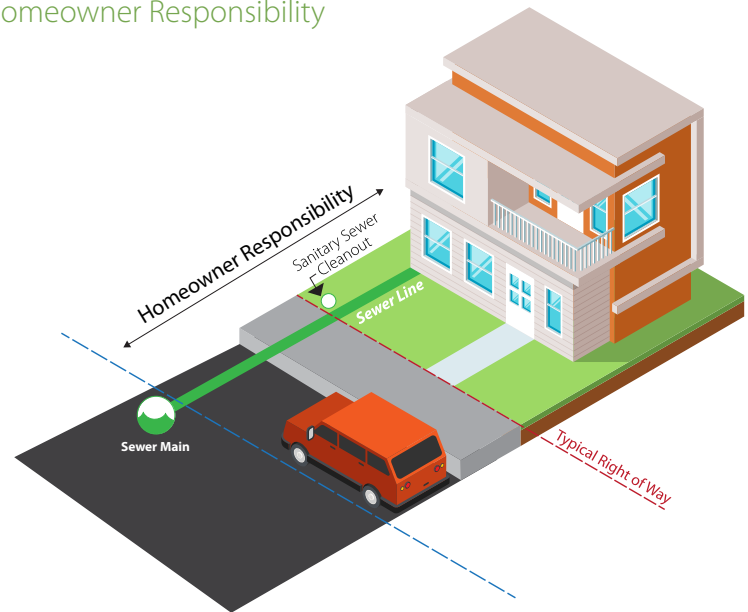 omeowner Responsibility
Homeowner Responsibility
Sanitary Sewer
Cleanout
Sewer Line
Sewer Main
Typical Right of Way